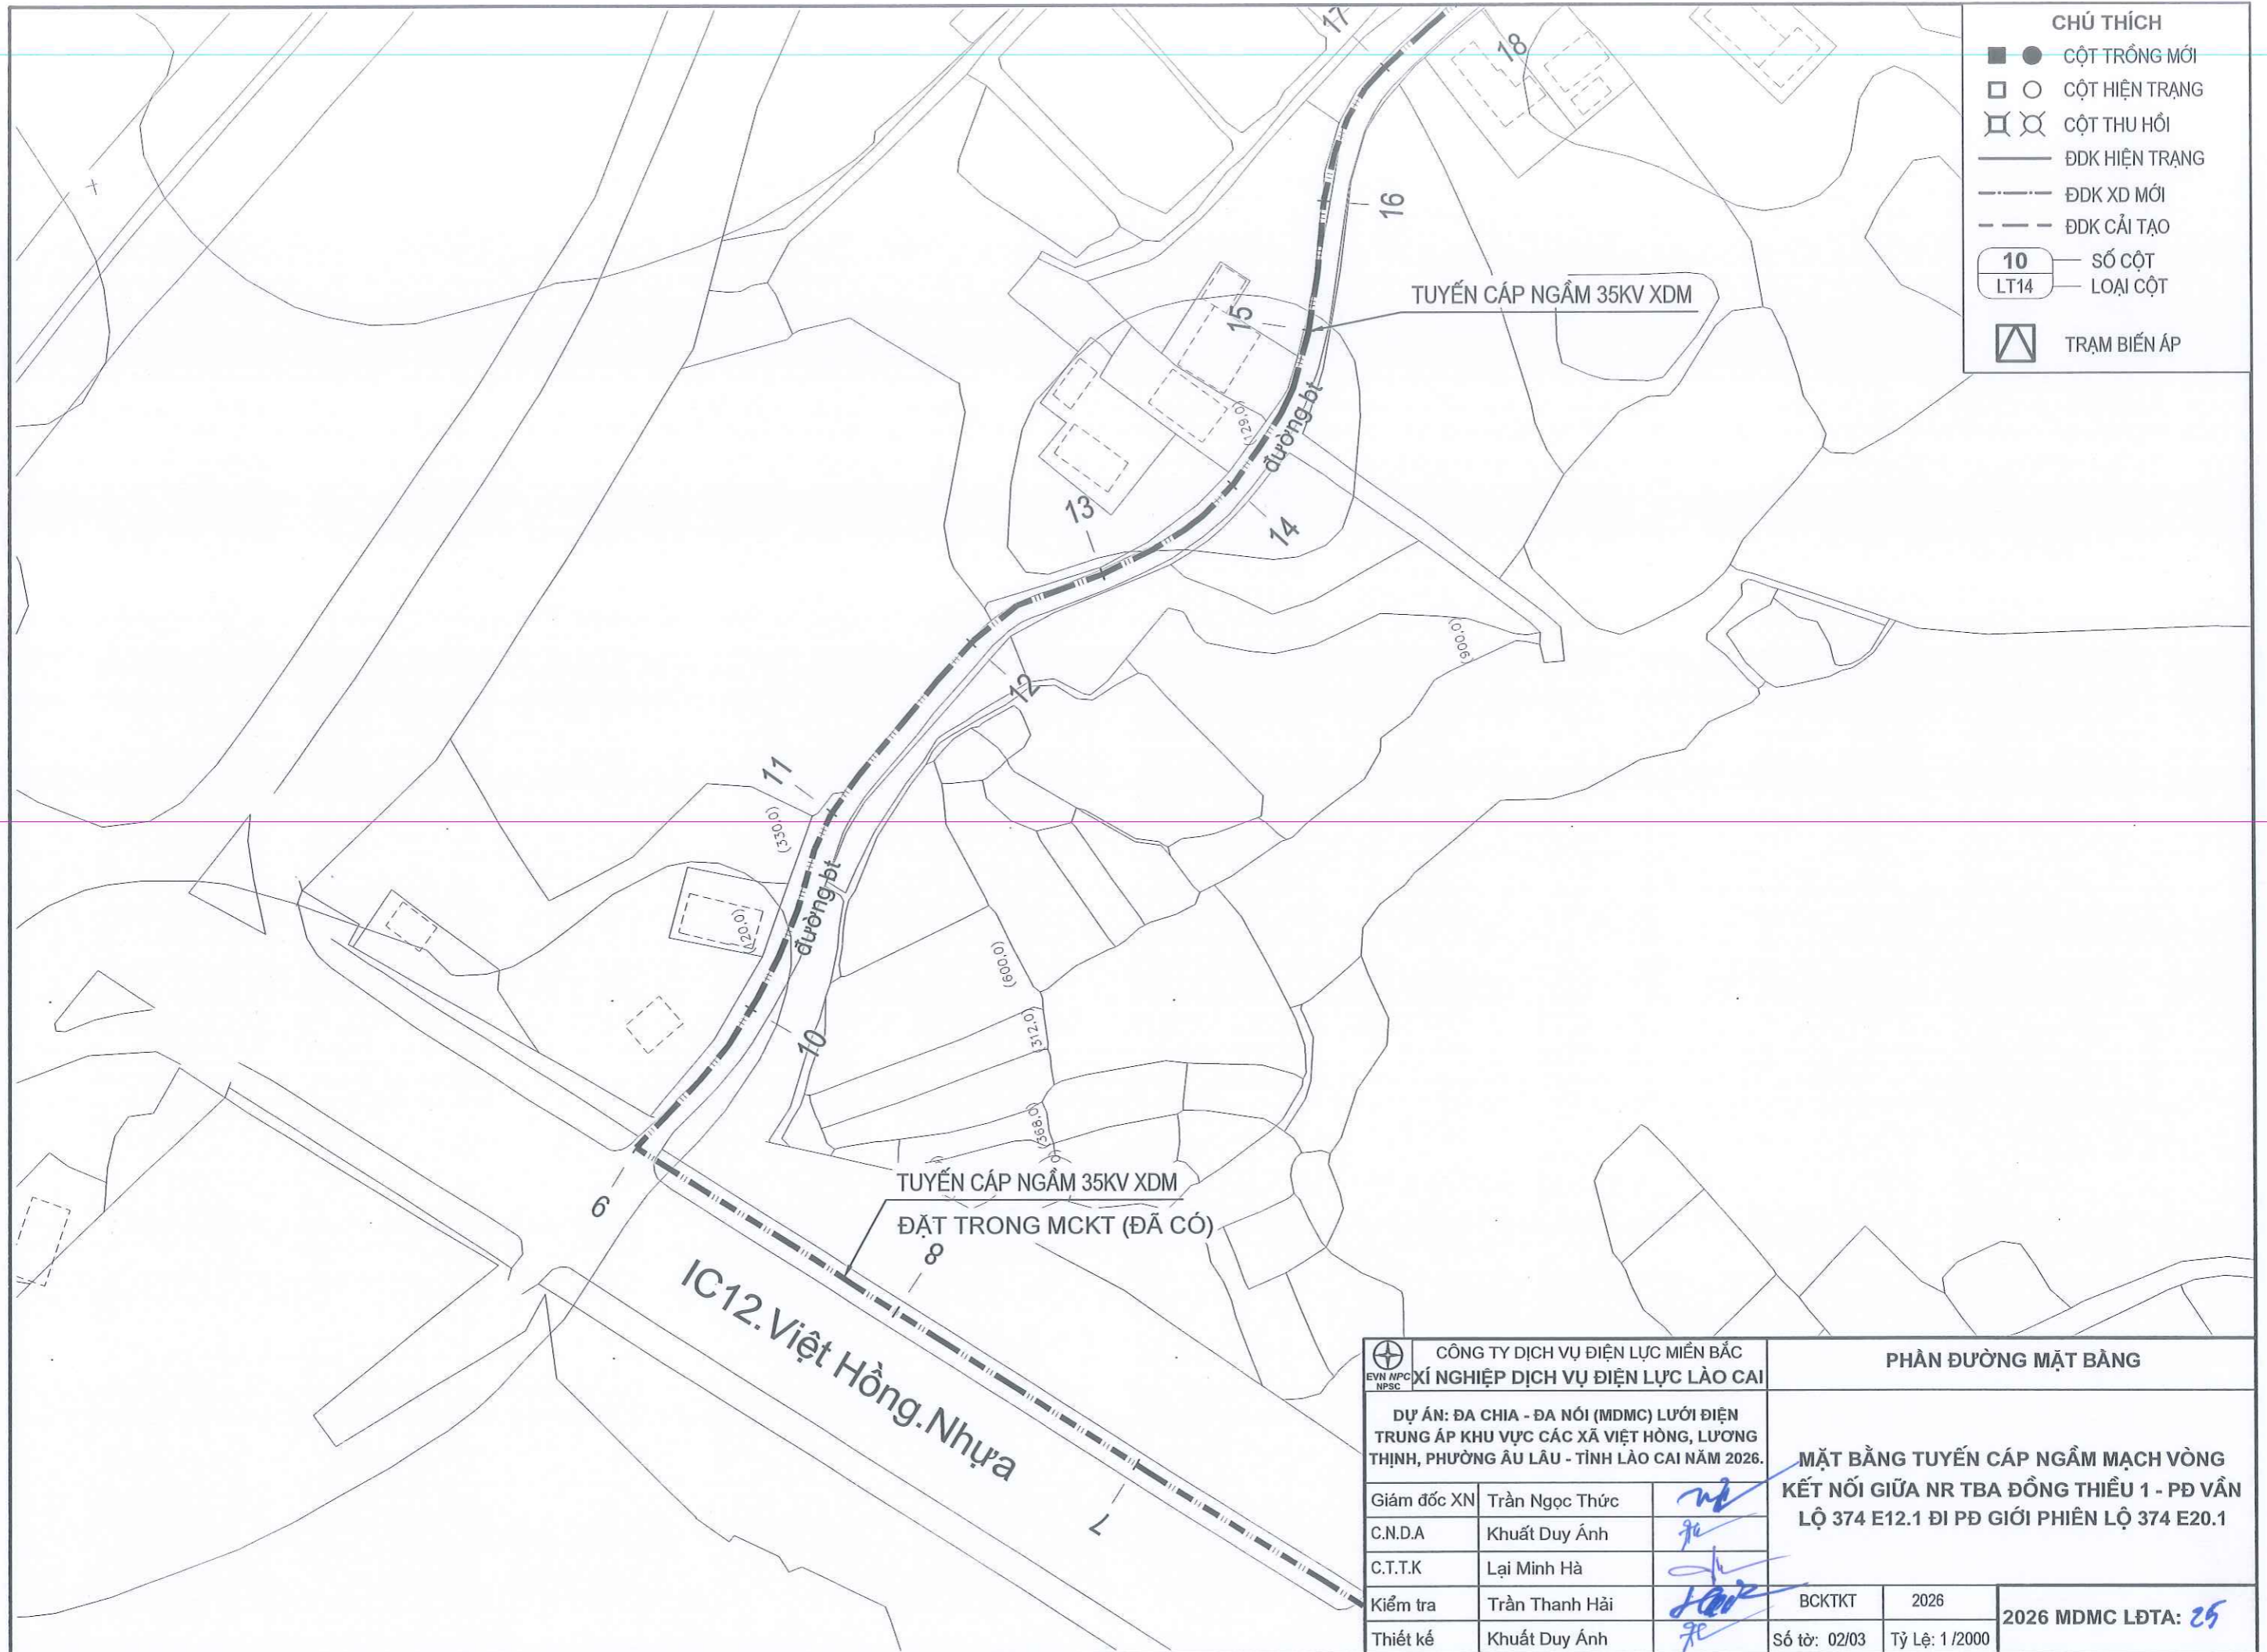 CHÚ THÍCH
CỘT TRỒNG MỚI
CỘT HIỆN TRẠNG
CỘT THU HỒI
ĐDK HIỆN TRẠNG
ĐDK XD MỚI
ĐDK CẢI TẠO
10 SỐ CỘT
LT14 LOẠI CỘT
TRẠM BIẾN ÁP
17
18
16
TUYẾN CÁP NGẦM 35KV XDM
15
đường bt
(129,0)
13
14
(900,0)
12
11
(330,0)
đường bt
(600,0)
(312,0)
10
(368,0)
TUYẾN CÁP NGẦM 35KV XDM
ĐẶT TRONG MCKT (ĐÃ CÓ)
9
8
IC12.Việt Hồng.Nhựa
7
EVN NPC
NPSC
CÔNG TY DỊCH VỤ ĐIỆN LỰC MIỀN BẮC
XÍ NGHIỆP DỊCH VỤ ĐIỆN LỰC LÀO CAI
PHẦN ĐƯỜNG MẶT BẰNG
DỰ ÁN: ĐA CHIA - ĐA NỐI (MDMC) LƯỚI ĐIỆN
TRUNG ÁP KHU VỰC CÁC XÃ VIỆT HỒNG, LƯƠNG
THỊNH, PHƯỜNG ÂU LÂU - TỈNH LÀO CAI NĂM 2026.
MẶT BẰNG TUYẾN CÁP NGẦM MẠCH VÒNG
KẾT NỐI GIỮA NR TBA ĐỒNG THIỀU 1 - PĐ VẦN
LỘ 374 E12.1 ĐI PĐ GIỚI PHIÊN LỘ 374 E20.1
Giám đốc XN Trần Ngọc Thức
C.N.D.A Khuất Duy Ánh
C.T.T.K Lại Minh Hà
Kiểm tra Trần Thanh Hải
Thiết kế Khuất Duy Ánh
BCKTKT 2026
Số tờ: 02/03 Tỷ Lệ: 1/2000
2026 MDMC LĐTA: 25